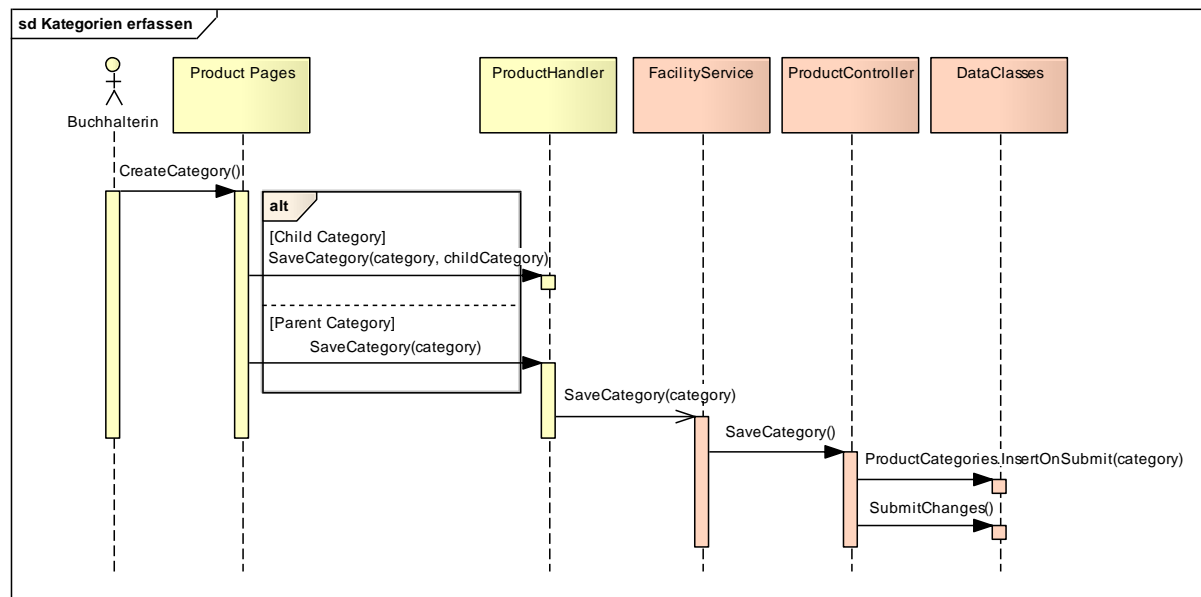 sd Kategorien erfassen
Buchhalterin
Product Pages
ProductHandler
FacilityService
ProductController
DataClasses
CreateCategory()
alt
[Child Category]
SaveCategory(category, childCategory)
[Parent Category]
SaveCategory(category)
SaveCategory(category)
SaveCategory()
ProductCategories.InsertOnSubmit(category)
SubmitChanges()